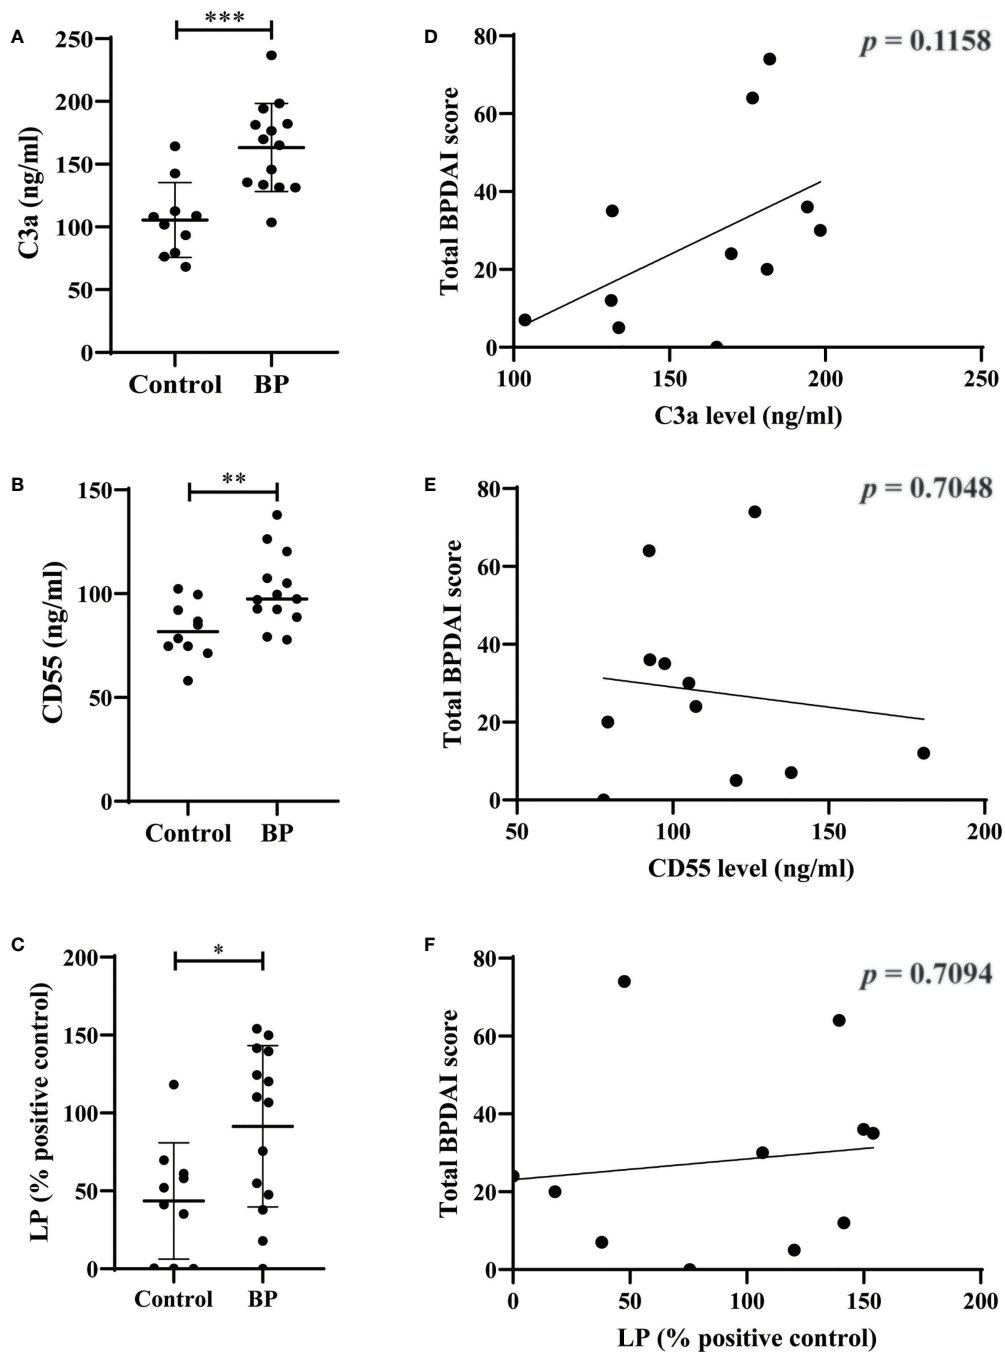 A
***
250
200
150
100
50
0
C3a (ng/ml)
Control BP
D
p = 0.1158
80
60
40
20
0
Total BPDAI score
100 150 200 250
C3a level (ng/ml)
B
**
150
100
50
0
CD55 (ng/ml)
Control BP
E
p = 0.7048
80
60
40
20
0
Total BPDAI score
50 100 150 200
CD55 level (ng/ml)
C
*
200
150
100
50
0
LP (% positive control)
Control BP
F
p = 0.7094
80
60
40
20
0
Total BPDAI score
0 50 100 150 200
LP (% positive control)